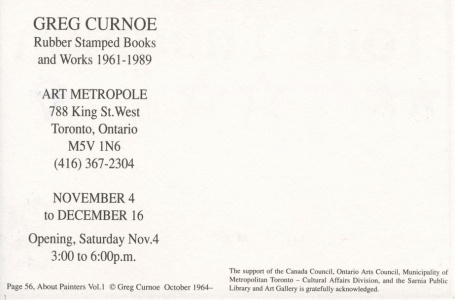 GREG CURNOE
Rubber Stamped Books
and Works 1961-1989
ART METROPOLE
788 King St.West
Toronto, Ontario
M5V 1N6
(416) 367-2304
NOVEMBER 4
to DECEMBER 16
Opening, Saturday Nov.4
3:00 to 6:00p.m.
Page 56, About Painters Vol.1 © Greg Curnoe October 1964–
The support of the Canada Council, Ontario Arts Council, Municipality of
Metropolitan Toronto – Cultural Affairs Division, and the Sarnia Public
Library and Art Gallery is gratefully acknowledged.